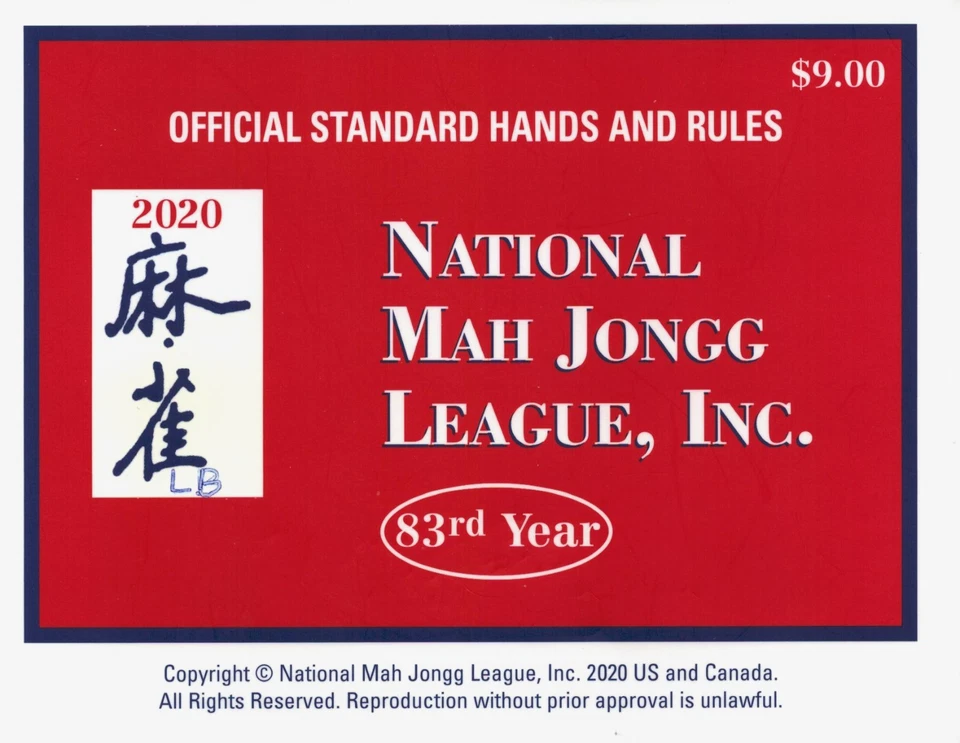 $9.00
OFFICIAL STANDARD HANDS AND RULES
2020
麻
雀
LB
NATIONAL
MAH JONGG
LEAGUE, INC.
83rd Year
Copyright © National Mah Jongg League, Inc. 2020 US and Canada.
All Rights Reserved. Reproduction without prior approval is unlawful.